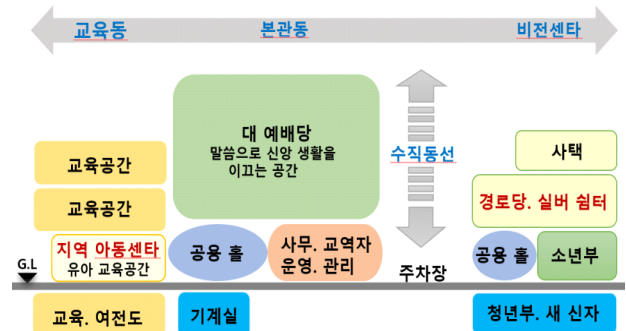 교육동
본관동
비전센타
대 예배당
말씀으로 신앙 생활을
이끄는 공간
수직동선
사택
교육공간
교육공간
경로당. 실버 쉼터
지역 아동센타
유아 교육공간
공용 홀
사무. 교역자
운영. 관리
주차장
공용 홀
소년부
G.L
교육. 여전도
기계실
청년부. 새 신자